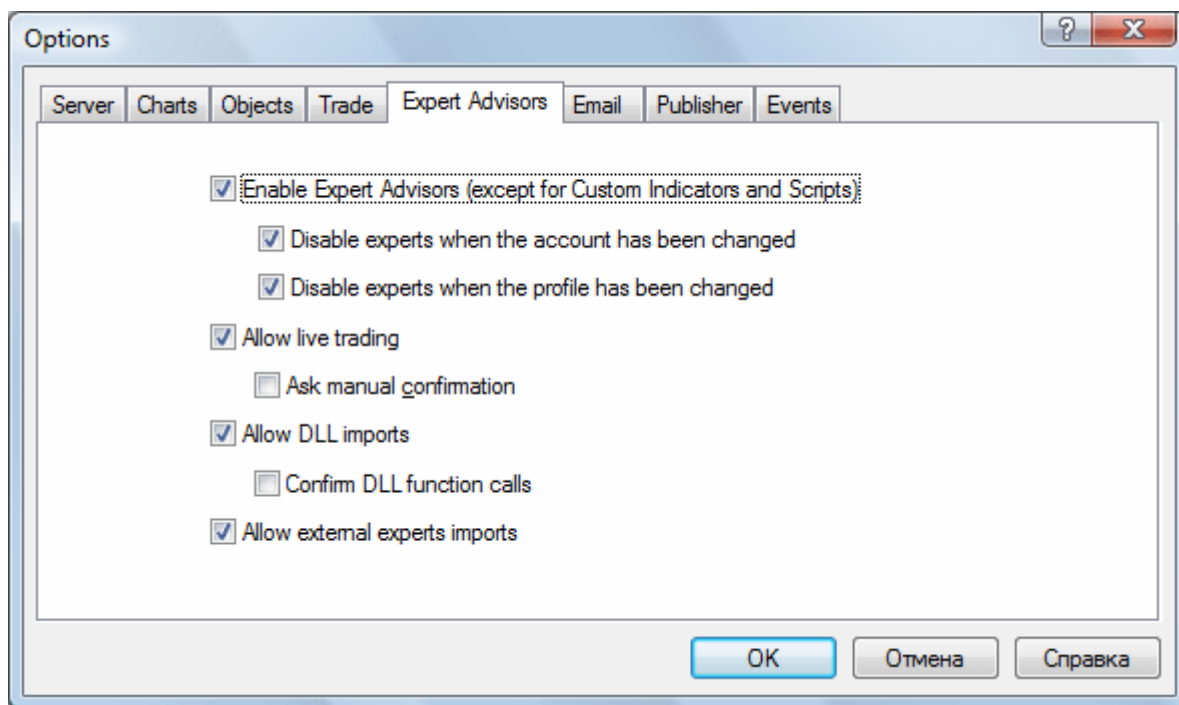 Options
Server Charts Objects Trade Expert Advisors Email Publisher Events
Enable Expert Advisors (except for Custom Indicators and Scripts)
Disable experts when the account has been changed
Disable experts when the profile has been changed
Allow live trading
Ask manual confirmation
Allow DLL imports
Confirm DLL function calls
Allow external experts imports
OK Отмена Справка